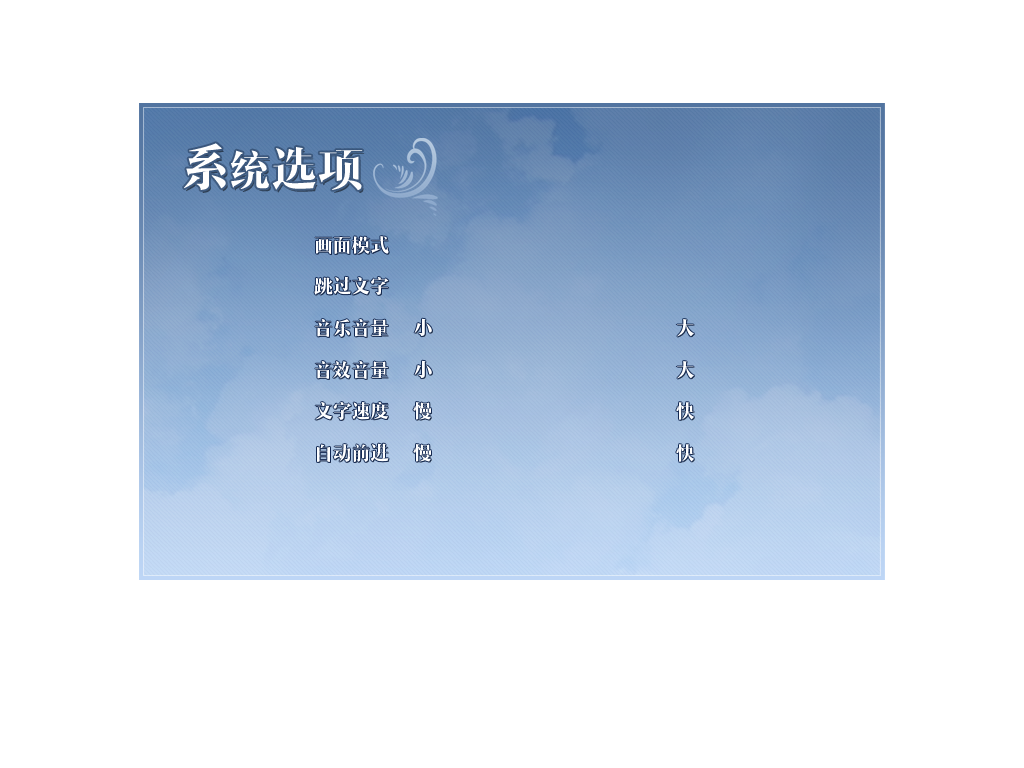 系统选项
画面模式
跳过文字
音乐音量 小 大
音效音量 小 大
文字速度 慢 快
自动前进 慢 快